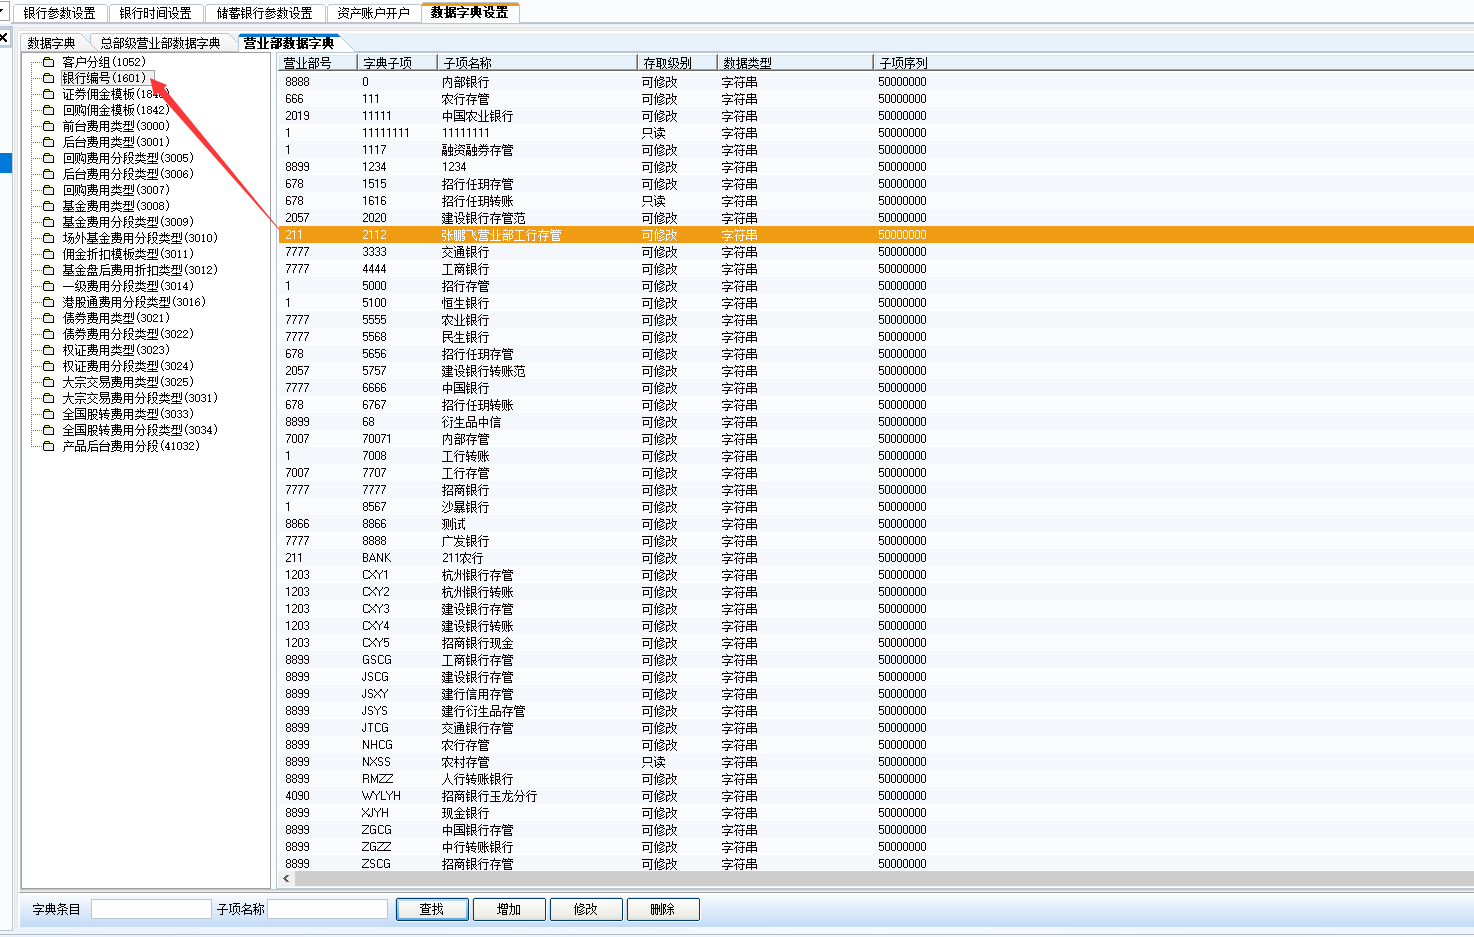 银行参数设置 银行时间设置 储蓄银行参数设置 资产账户开户 数据字典设置
数据字典 总部级营业部数据字典 营业部数据字典
客户分组(1052)
银行编号(1601)
证券佣金模板(184
回购佣金模板(1842)
前台费用类型(3000)
后台费用类型(3001)
回购费用分段类型(3005)
后台费用分段类型(3006)
回购费用类型(3007)
基金费用类型(3008)
基金费用分段类型(3009)
场外基金费用分段类型(3010)
佣金折扣模板类型(3011)
基金盘后费用折扣类型(3012)
一级费用分段类型(3014)
港股通费用分段类型(3016)
债券费用类型(3021)
债券费用分段类型(3022)
权证费用类型(3023)
权证费用分段类型(3024)
大宗交易费用类型(3025)
大宗交易费用分段类型(3031)
全国股转费用类型(3033)
全国股转费用分段类型(3034)
产品后台费用分段(41032)
营业部号 字典子项 子项名称 存取级别 数据类型 子项序列
8888 0 内部银行 可修改 字符串 50000000
666 111 农行存管 可修改 字符串 50000000
2019 11111 中国农业银行 可修改 字符串 50000000
1 11111111 11111111 只读 字符串 50000000
1 1117 融资融券存管 可修改 字符串 50000000
8899 1234 1234 可修改 字符串 50000000
678 1515 招行任玥存管 可修改 字符串 50000000
678 1616 招行任玥转账 只读 字符串 50000000
2057 2020 建设银行存管范 可修改 字符串 50000000
211 2112 张鹏飞营业部工行存管 可修改 字符串 50000000
7777 3333 交通银行 可修改 字符串 50000000
7777 4444 工商银行 可修改 字符串 50000000
1 5000 招行存管 可修改 字符串 50000000
1 5100 恒生银行 可修改 字符串 50000000
7777 5555 农业银行 可修改 字符串 50000000
7777 5568 民生银行 可修改 字符串 50000000
678 5656 招行任玥存管 可修改 字符串 50000000
2057 5757 建设银行转账范 可修改 字符串 50000000
7777 6666 中国银行 可修改 字符串 50000000
678 6767 招行任玥转账 可修改 字符串 50000000
8899 68 衍生品中信 可修改 字符串 50000000
7007 70071 内部存管 可修改 字符串 50000000
1 7008 工行转账 可修改 字符串 50000000
7007 7707 工行存管 可修改 字符串 50000000
7777 7777 招商银行 可修改 字符串 50000000
1 8567 沙暴银行 可修改 字符串 50000000
8866 8866 测试 可修改 字符串 50000000
7777 8888 广发银行 可修改 字符串 50000000
211 BANK 211农行 可修改 字符串 50000000
1203 CXY1 杭州银行存管 可修改 字符串 50000000
1203 CXY2 杭州银行转账 可修改 字符串 50000000
1203 CXY3 建设银行存管 可修改 字符串 50000000
1203 CXY4 建设银行转账 可修改 字符串 50000000
1203 CXY5 招商银行现金 可修改 字符串 50000000
8899 GSCG 工商银行存管 可修改 字符串 50000000
8899 JSCG 建设银行存管 可修改 字符串 50000000
8899 JSXY 建行信用存管 可修改 字符串 50000000
8899 JSYS 建行衍生品存管 可修改 字符串 50000000
8899 JTCG 交通银行存管 可修改 字符串 50000000
8899 NHCG 农行存管 可修改 字符串 50000000
8899 NXSS 农村存管 只读 字符串 50000000
8899 RMZZ 人行转账银行 可修改 字符串 50000000
4090 WYLYH 招商银行玉龙分行 可修改 字符串 50000000
8899 XJYH 现金银行 可修改 字符串 50000000
8899 ZGCG 中国银行存管 可修改 字符串 50000000
8899 ZGZZ 中行转账银行 可修改 字符串 50000000
8899 ZSCG 招商银行存管 可修改 字符串 50000000
字典条目 子项名称 查找 增加 修改 删除